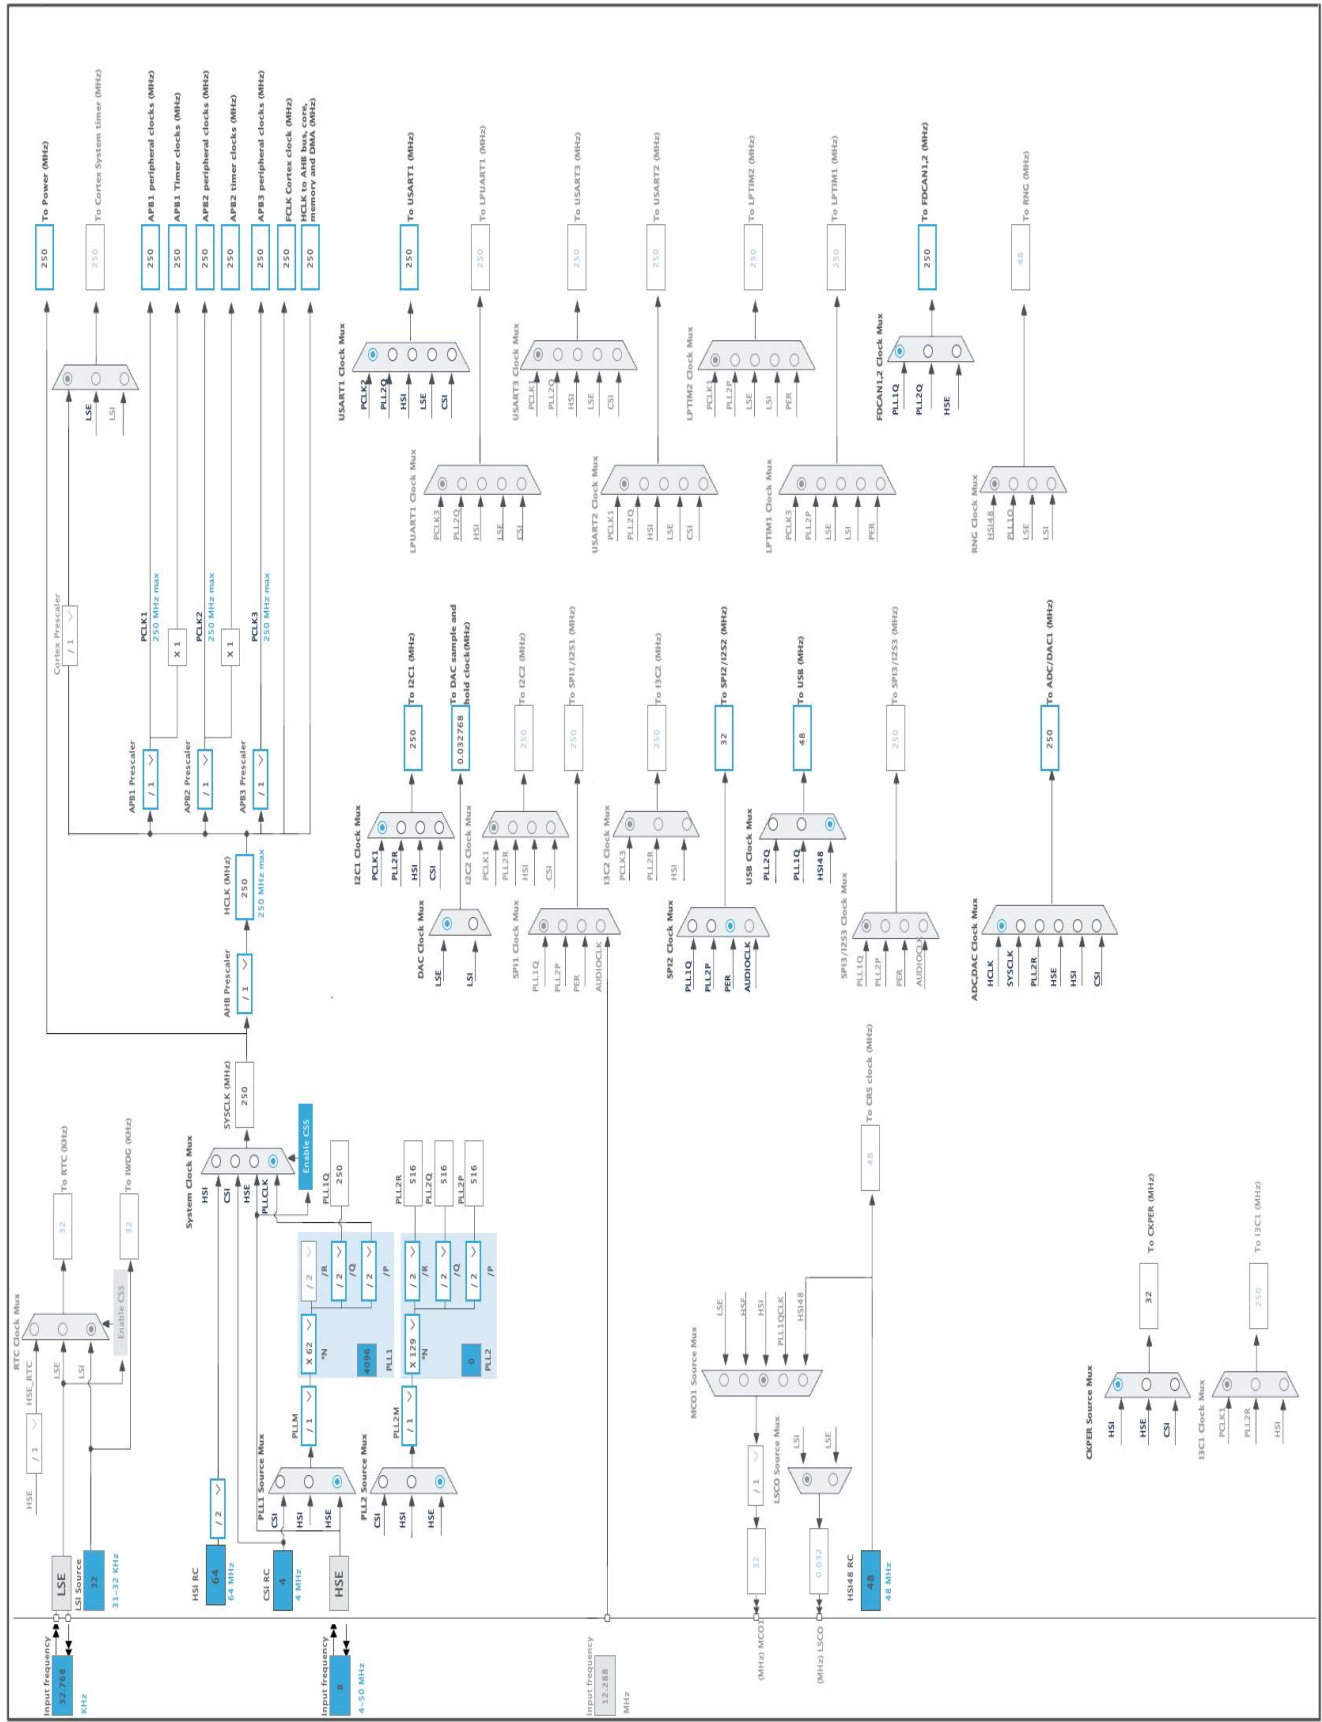 Input frequency
32.768
KHz
LSE
LSI Source
32
31-32 KHz
HSE
/ 1
HSE_RTC
LSE
LSI
RTC Clock Mux
Enable CSS
32
To RTC (KHz)
32
To IWDG (KHz)
HSI RC
64
64 MHz
/ 2
CSI RC
4
4 MHz
Input frequency
8
4-50 MHz
HSE
PLL1 Source Mux
CSI
HSI
HSE
PLLM
/ 1
X 62
*N
4096
PLL1
/ 2
/R
/ 2
/Q
/ 2
/P
PLL1Q
250
PLL2 Source Mux
CSI
HSI
HSE
PLL2M
/ 1
X 129
*N
0
PLL2
/ 2
/R
/ 2
/Q
/ 2
/P
PLL2R
516
PLL2Q
516
PLL2P
516
System Clock Mux
HSI
CSI
HSE
PLLCLK
Enable CSS
SYSCLK (MHz)
250
AHB Prescaler
/ 1
HCLK (MHz)
250
250 MHz max
Cortex Prescaler
/ 1
LSE
LSI
APB1 Prescaler
/ 1
PCLK1
250 MHz max
X 1
APB2 Prescaler
/ 1
PCLK2
250 MHz max
X 1
APB3 Prescaler
/ 1
PCLK3
250 MHz max
250
To Power (MHz)
250
To Cortex System timer (MHz)
250
APB1 peripheral clocks (MHz)
250
APB1 Timer clocks (MHz)
250
APB2 peripheral clocks (MHz)
250
APB2 timer clocks (MHz)
250
APB3 peripheral clocks (MHz)
250
FCLK Cortex clock (MHz)
250
HCLK to AHB bus, core,
memory and DMA (MHz)
I2C1 Clock Mux
PCLK1
PLL2R
HSI
CSI
250
To I2C1 (MHz)
DAC Clock Mux
LSE
LSI
0.032768
To DAC sample and
hold clock(MHz)
I2C2 Clock Mux
PCLK1
PLL2R
HSI
CSI
250
To I2C2 (MHz)
SPI1 Clock Mux
PLL1Q
PLL2P
PER
AUDIOCLK
250
To SPI1/I2S1 (MHz)
Input frequency
12.288
MHz
I3C2 Clock Mux
PCLK3
PLL2R
HSI
250
To I3C2 (MHz)
SPI2 Clock Mux
PLL1Q
PLL2P
PER
AUDIOCLK
32
To SPI2/I2S2 (MHz)
USB Clock Mux
PLL2Q
PLL1Q
HSI48
48
To USB (MHz)
SPI3/I2S3 Clock Mux
PLL1Q
PLL2P
PER
AUDIOCLK
250
To SPI3/I2S3 (MHz)
ADC,DAC Clock Mux
HCLK
SYSCLK
PLL2R
HSE
HSI
CSI
250
To ADC/DAC1 (MHz)
USART1 Clock Mux
PCLK2
PLL2Q
HSI
LSE
CSI
250
To USART1 (MHz)
LPUART1 Clock Mux
PCLK3
PLL2Q
HSI
LSE
CSI
250
To LPUART1 (MHz)
USART3 Clock Mux
PCLK1
PLL2Q
HSI
LSE
CSI
250
To USART3 (MHz)
USART2 Clock Mux
PCLK1
PLL2Q
HSI
LSE
CSI
250
To USART2 (MHz)
LPTIM2 Clock Mux
PCLK1
PLL2P
LSE
LSI
PER
250
To LPTIM2 (MHz)
LPTIM1 Clock Mux
PCLK3
PLL2P
LSE
LSI
PER
250
To LPTIM1 (MHz)
FDCAN1,2 Clock Mux
PLL1Q
PLL2Q
HSE
250
To FDCAN1,2 (MHz)
RNG Clock Mux
HSI48
PLL1Q
LSE
LSI
48
To RNG (MHz)
MCO1 Source Mux
LSE
HSE
HSI
PLL1QCLK
HSI48
/ 1
32
(MHz) MCO1
LSCO Source Mux
LSI
LSE
0.032
(MHz) LSCO
HSI48 RC
48
48 MHz
48
To CRS clock (MHz)
CKPER Source Mux
HSI
HSE
CSI
32
To CKPER (MHz)
I3C1 Clock Mux
PCLK1
PLL2R
HSI
250
To I3C1 (MHz)